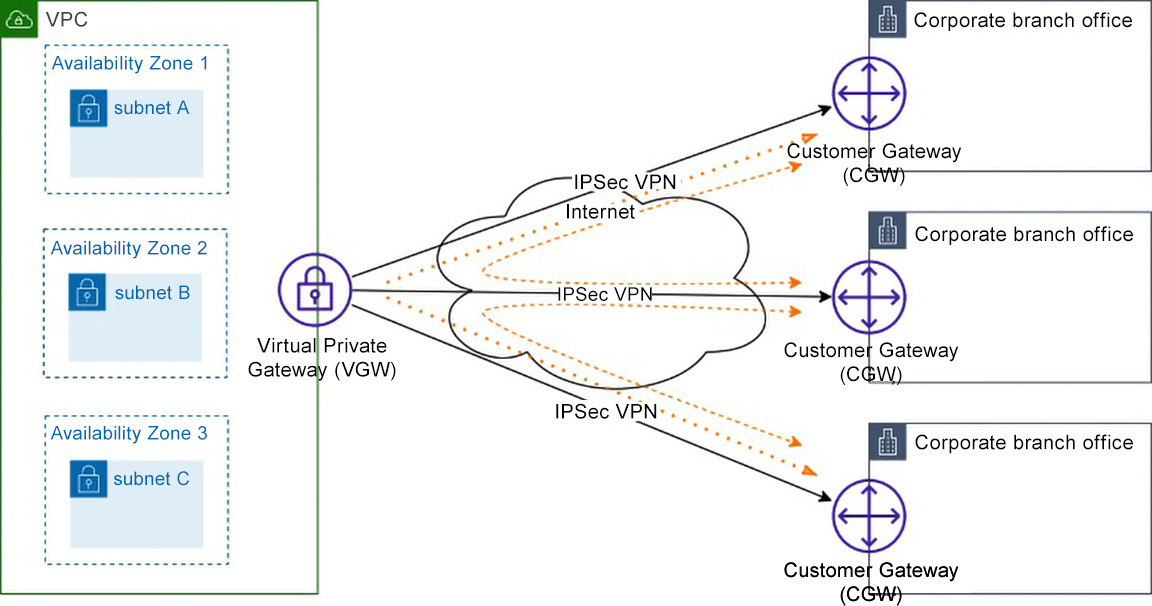 VPC
Availability Zone 1
subnet A
Availability Zone 2
subnet B
Availability Zone 3
subnet C
Virtual Private
Gateway (VGW)
IPSec VPN
Internet
IPSec VPN
IPSec VPN
Corporate branch office
Customer Gateway
(CGW)
Corporate branch office
Customer Gateway
(CGW)
Corporate branch office
Customer Gateway
(CGW)